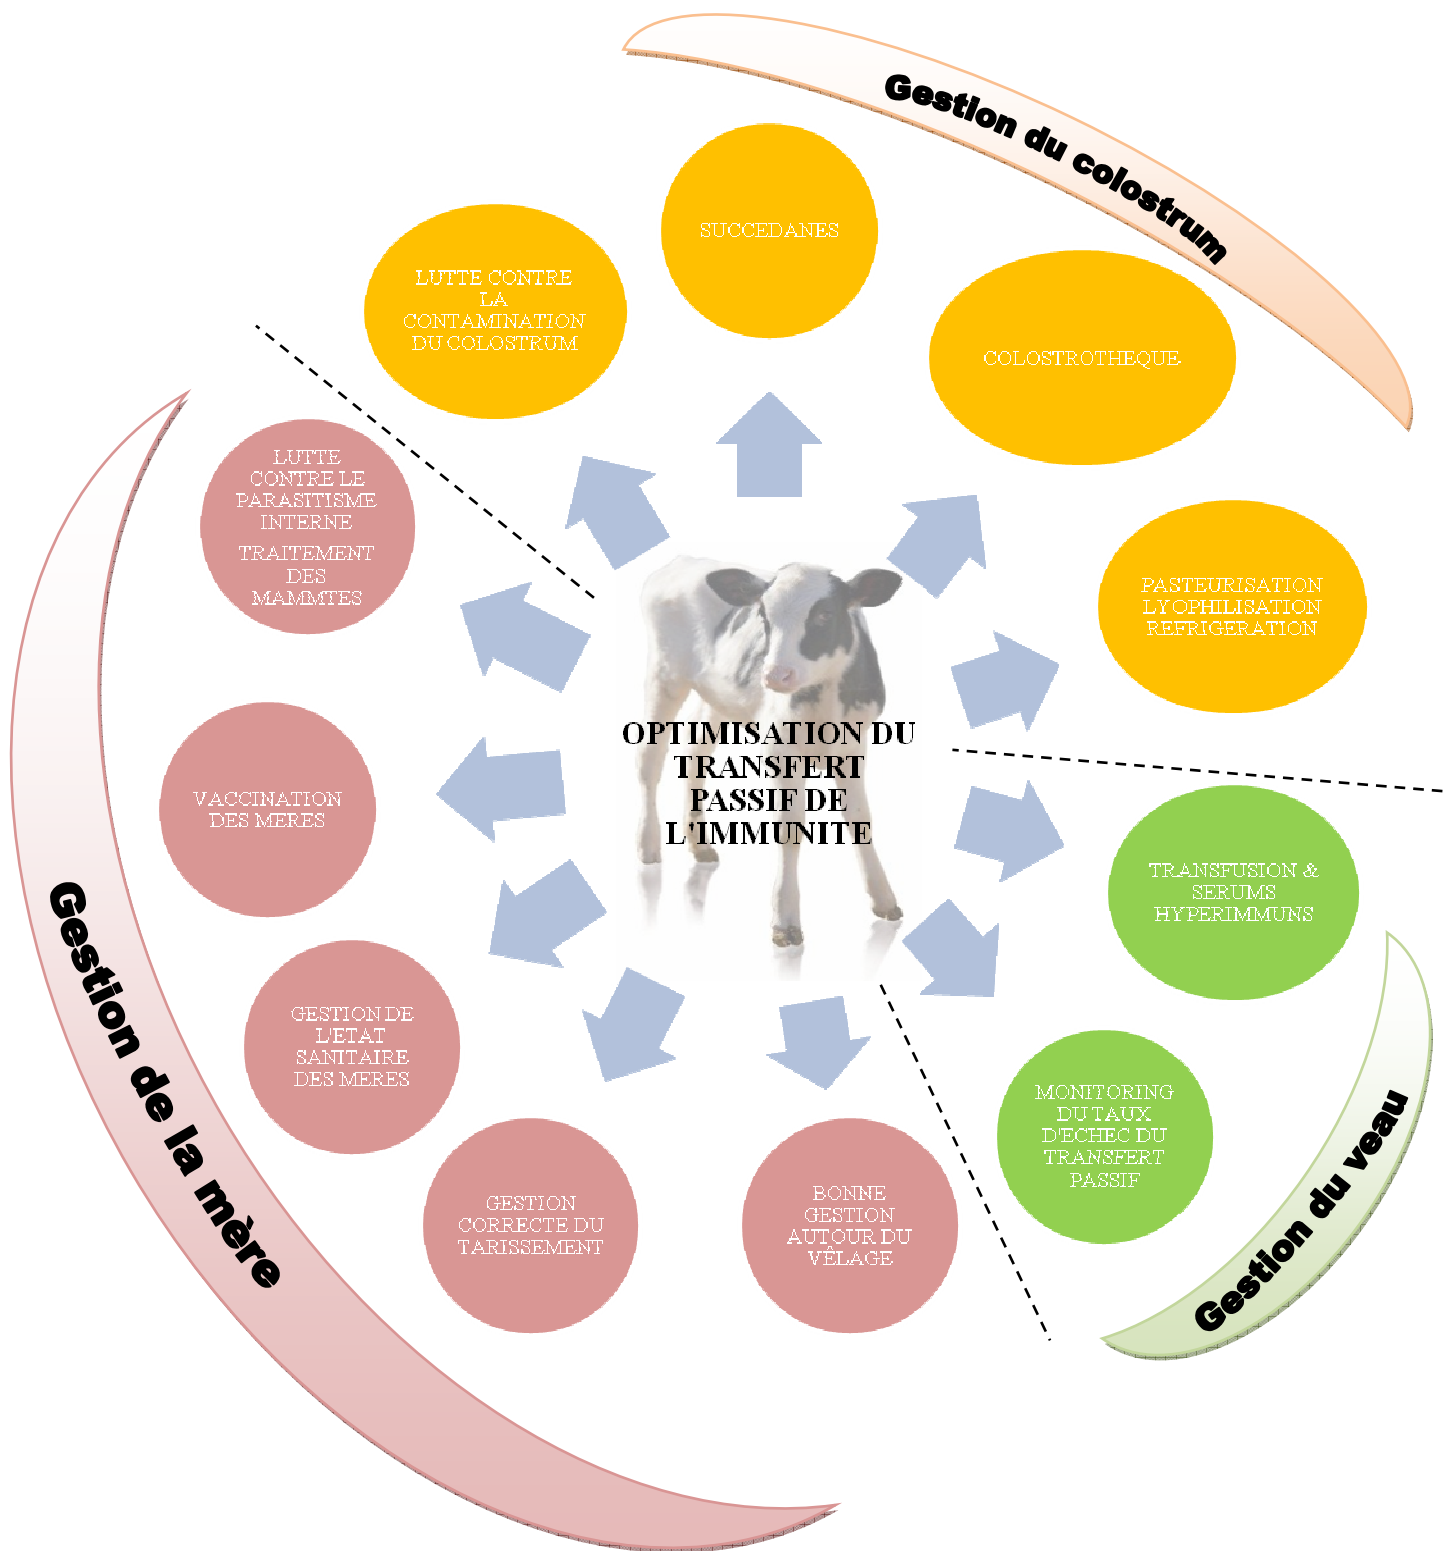 Gestion du colostrum
SUCCEDANES
LUTTE CONTRE
LA
CONTAMINATION
DU COLOSTRUM
COLOSTROTHEQUE
PASTEURISATION
LYOPHILISATION
REFRIGERATION
LUTTE
CONTRE LE
PARASITISME
INTERNE
TRAITEMENT
DES
MAMMTES
OPTIMISATION DU
TRANSFERT
PASSIF DE
L'IMMUNITE
VACCINATION
DES MERES
TRANSFUSION &
SERUMS
HYPERIMMUNS
GESTION DE
L'ETAT
SANITAIRE
DES MERES
MONITORING
DU TAUX
D'ECHEC DU
TRANSFERT
PASSIF
GESTION
CORRECTE DU
TARISSEMENT
BONNE
GESTION
AUTOUR DU
VÊLAGE
Gestion de la mère
Gestion du veau